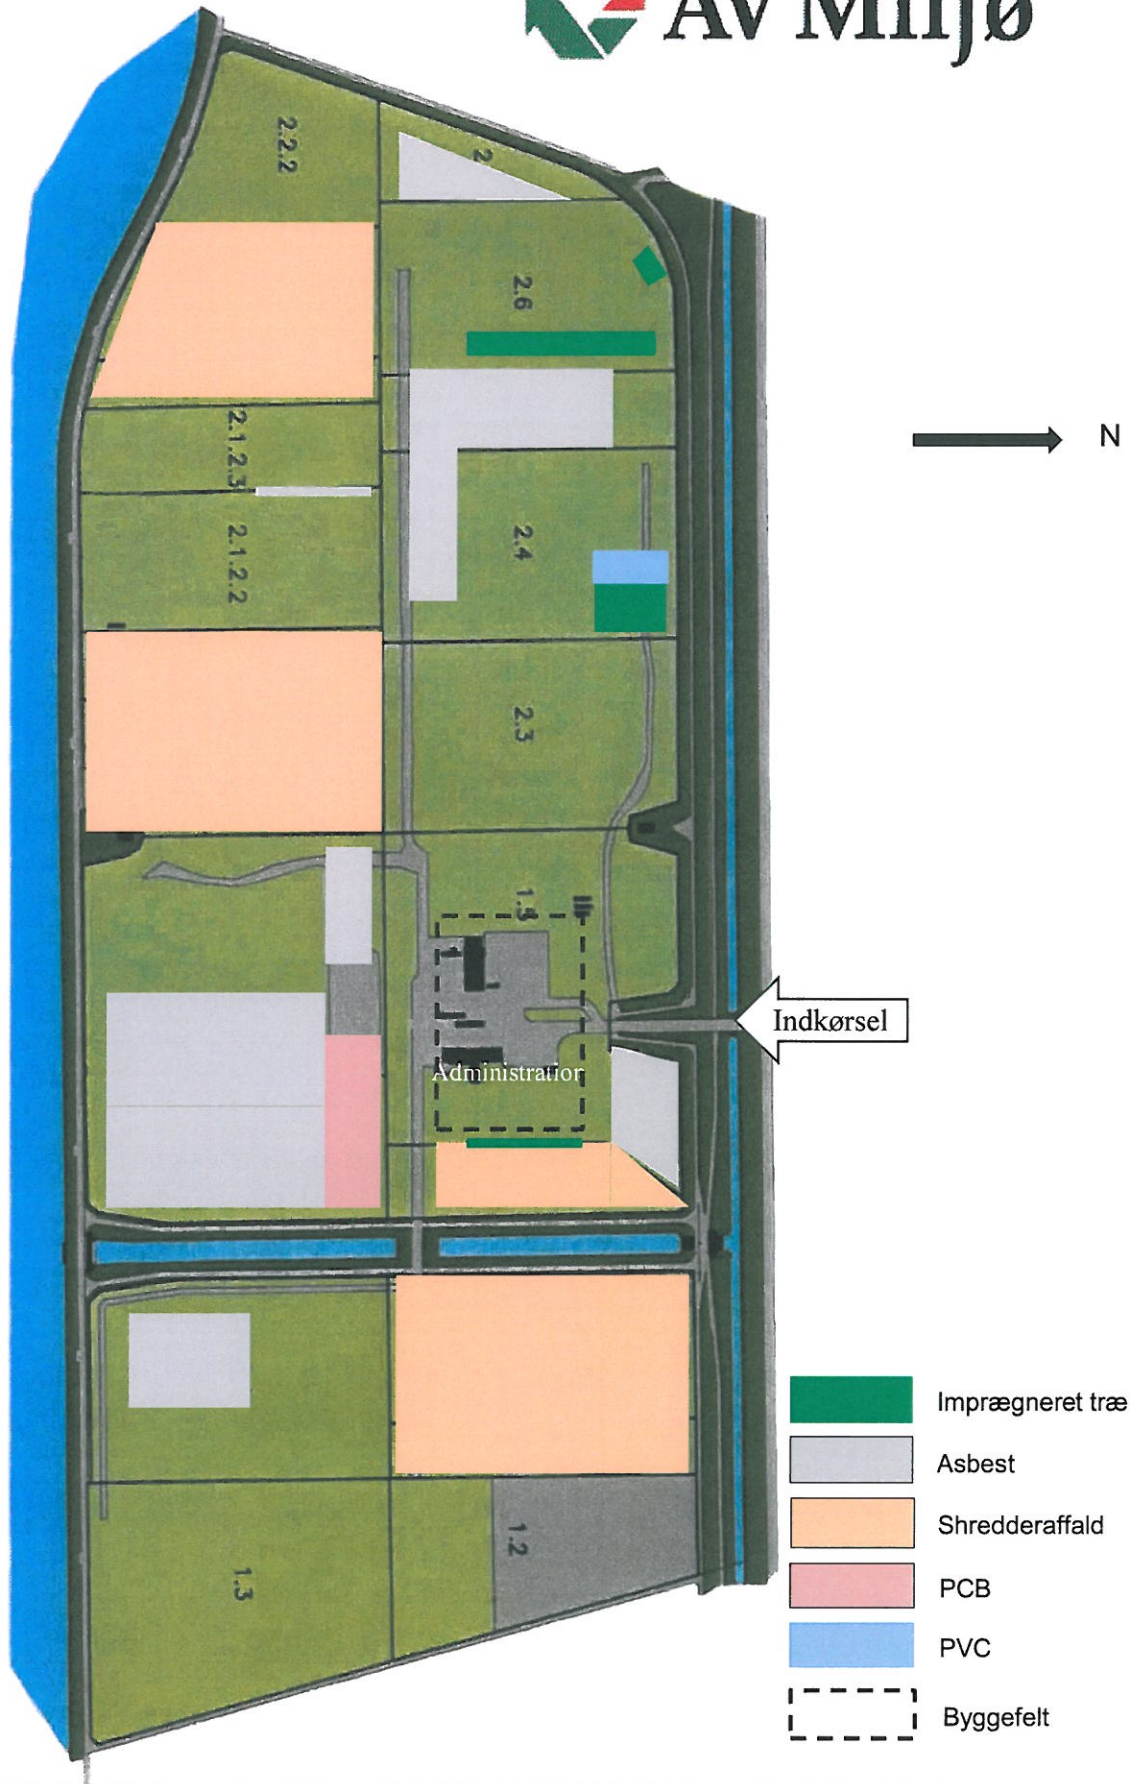 Av Miljø
2.2.2
2
2.6
2.1.2.3
2.1.2.2
2.4
2.3
N
1.3
Indkørsel
Administration
1.2
1.3
Imprægneret træ
Asbest
Shredderaffald
PCB
PVC
Byggefelt